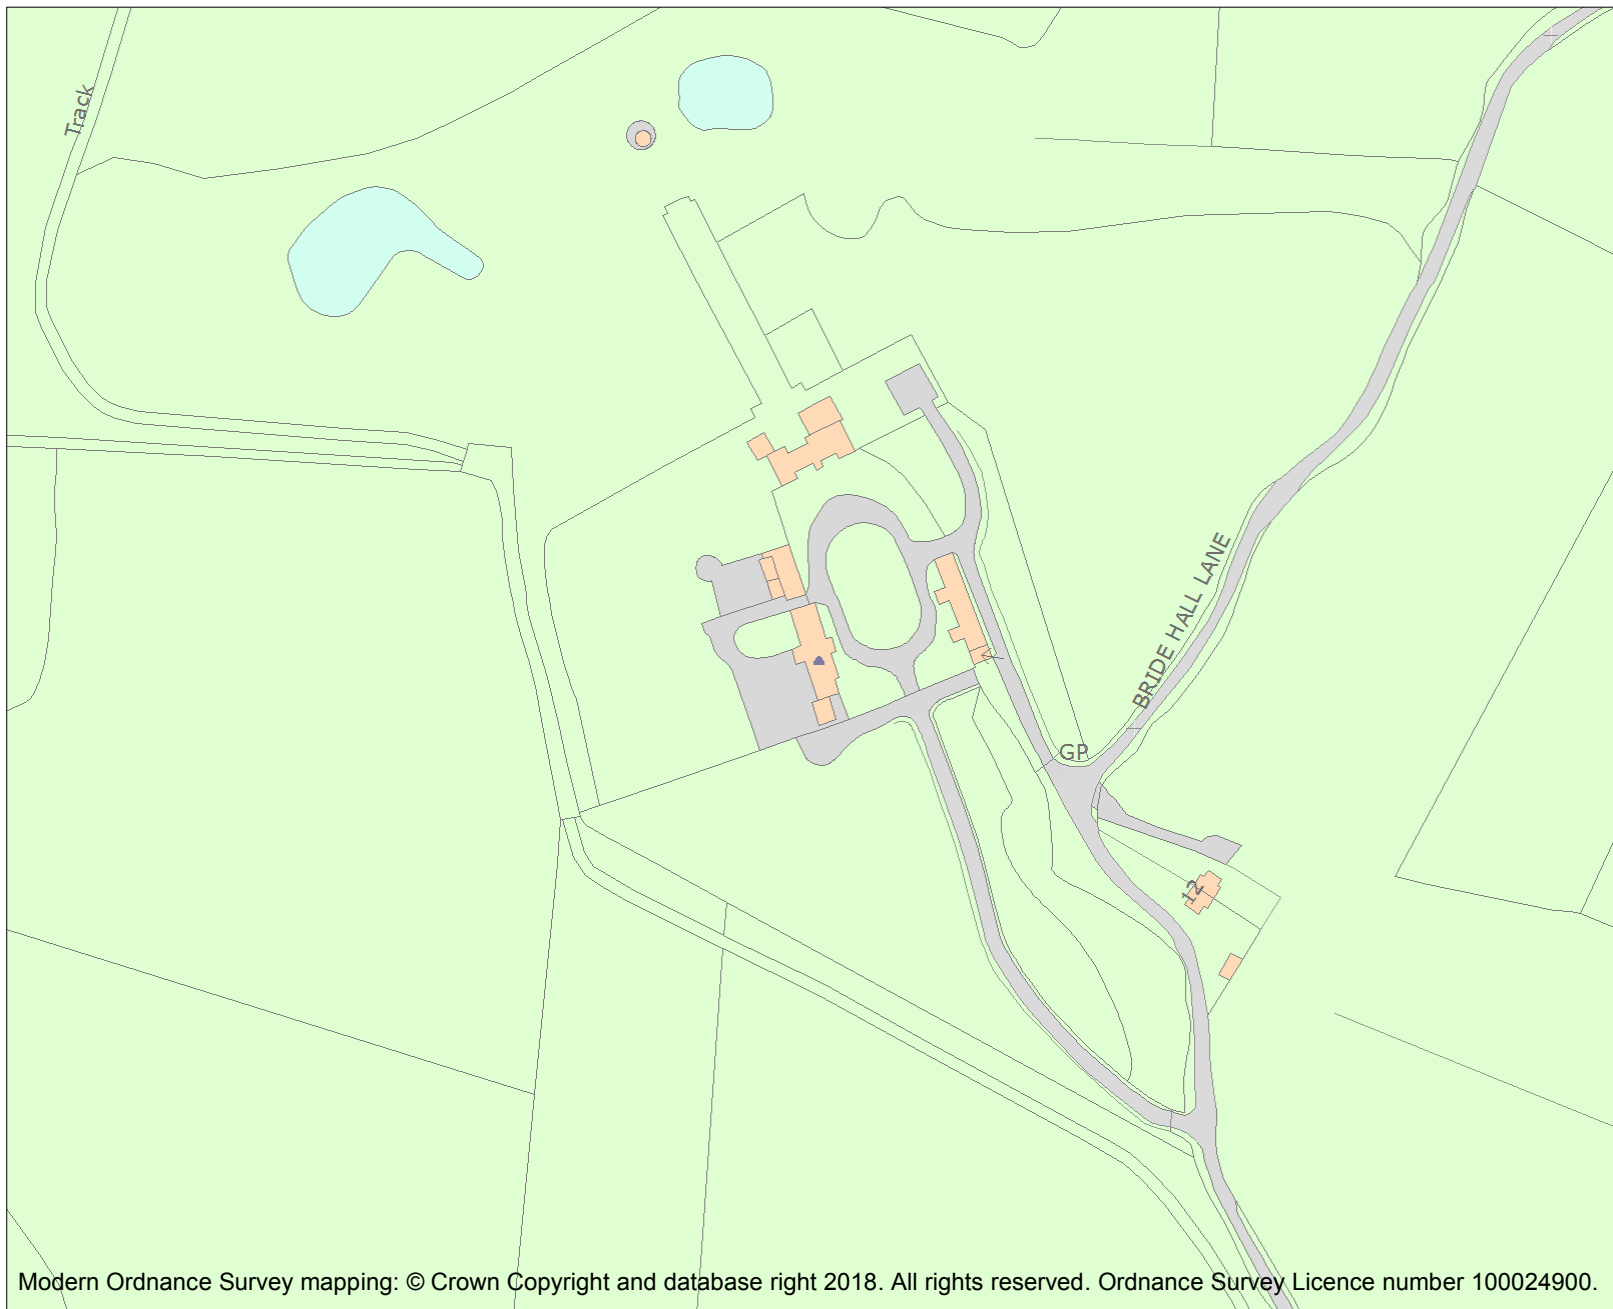 Track
BRIDE HALL LANE
GP
12
Modern Ordnance Survey mapping: © Crown Copyright and database right 2018. All rights reserved. Ordnance Survey Licence number 100024900.